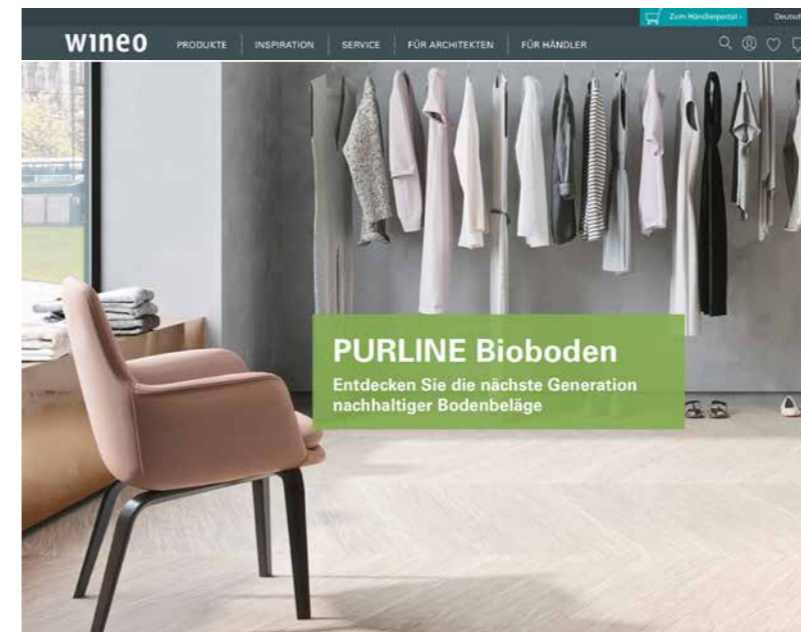 Zum Händlerportal ›
Deutsch
wineo
PRODUKTE
INSPIRATION
SERVICE
FÜR ARCHITEKTEN
FÜR HÄNDLER
PURLINE Bioboden
Entdecken Sie die nächste Generation
nachhaltiger Bodenbeläge